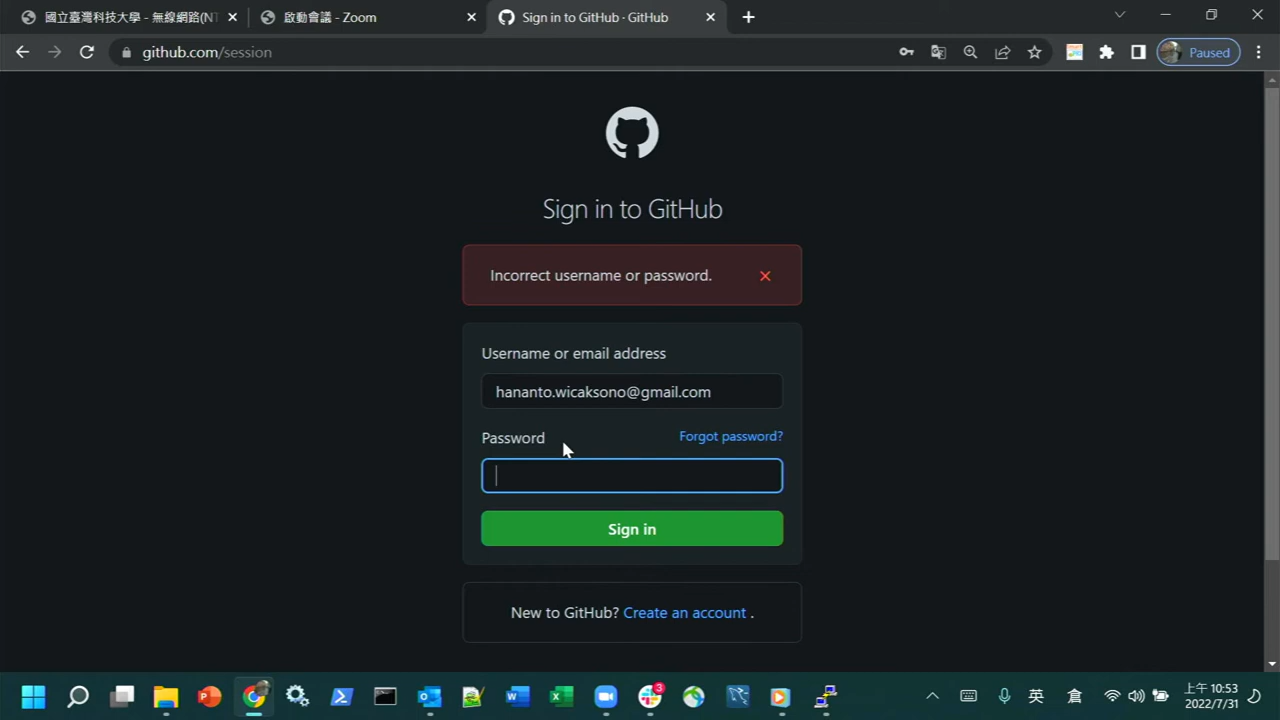 國立臺灣科技大學 - 無線網路(NT
啟動會議 - Zoom
Sign in to GitHub · GitHub
github.com/session
Paused
Sign in to GitHub
Incorrect username or password.
Username or email address
hananto.wicaksono@gmail.com
Password
Forgot password?
Sign in
New to GitHub? Create an account .
3
英
倉
上午 10:53
2022/7/31